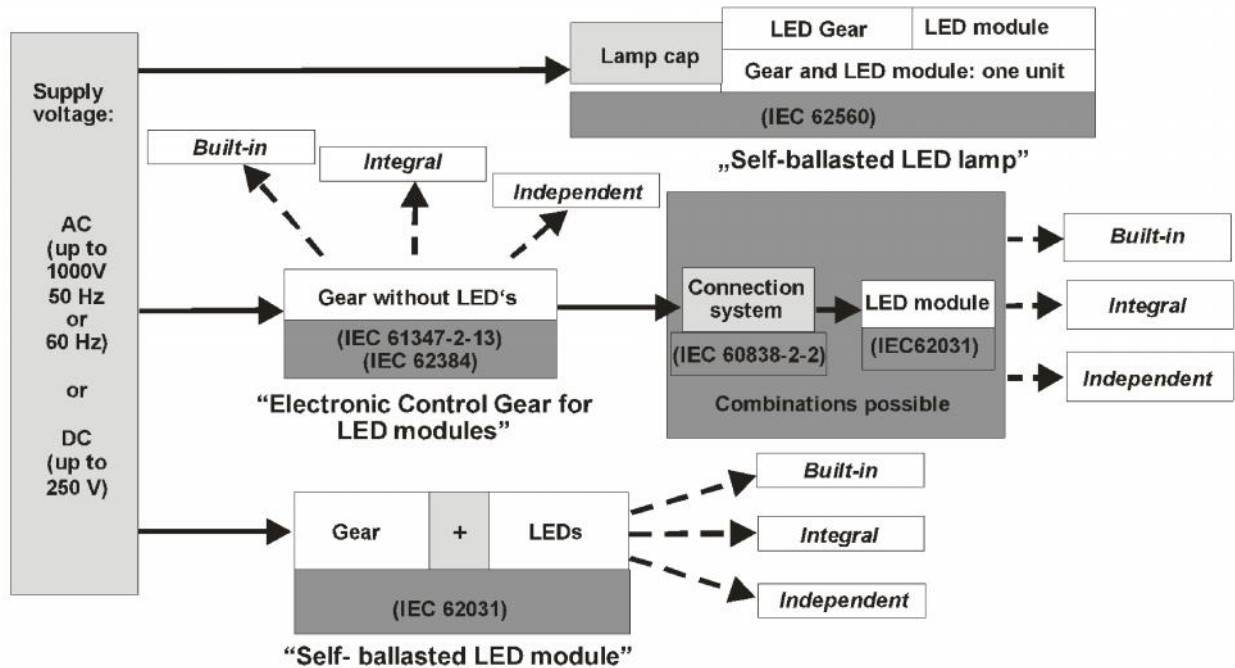 Supply
voltage:
AC
(up to
1000V
50 Hz
or
60 Hz)
or
DC
(up to
250 V)
Lamp cap
LED Gear
LED module
Gear and LED module: one unit
(IEC 62560)
„Self-ballasted LED lamp”
Built-in
Integral
Independent
Gear without LED‘s
(IEC 61347-2-13)
(IEC 62384)
“Electronic Control Gear for
LED modules”
Connection
system
(IEC 60838-2-2)
LED module
(IEC62031)
Combinations possible
Built-in
Integral
Independent
Gear
+
LEDs
(IEC 62031)
“Self- ballasted LED module”
Built-in
Integral
Independent